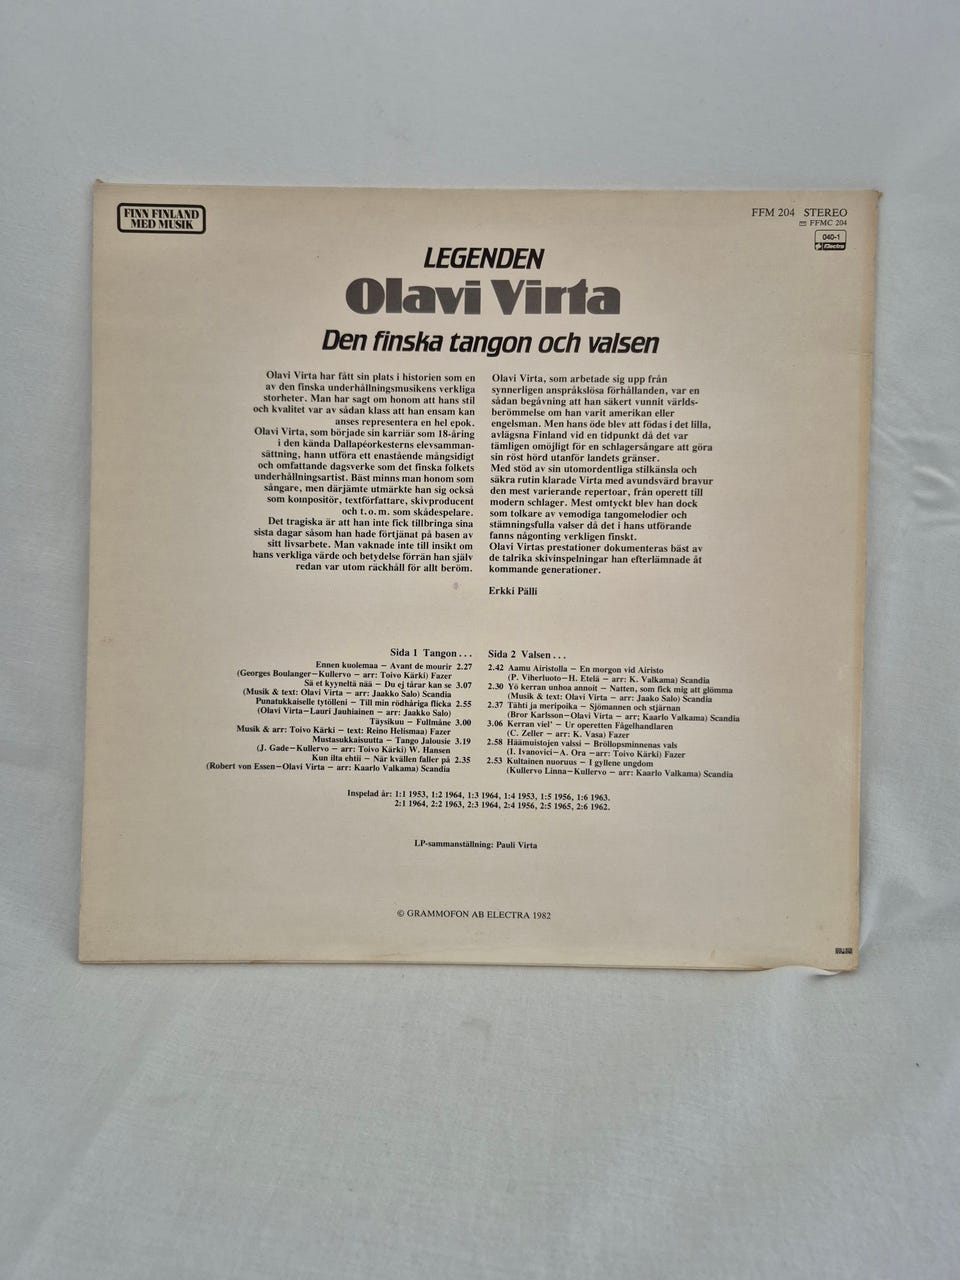 FINN FINLAND
MED MUSIK
FFM 204 STEREO
FFMC 204
040-1
Electra
LEGENDEN
Olavi Virta
Den finska tangon och valsen
Olavi Virta har fått sin plats i historien som en
av den finska underhållningsmusikens verkliga
storheter. Man har sagt om honom att hans stil
och kvalitet var av sådan klass att han ensam kan
anses representera en hel epok.
Olavi Virta, som började sin karriär som 18-åring
i den kända Dallapéorkesterns elevsamman-
sättning, hann utföra ett enastående mångsidigt
och omfattande dagsverke som det finska folkets
underhållningsartist. Bäst minns man honom som
sångare, men därjämte utmärkte han sig också
som kompositör, textförfattare, skivproducent
och t.o.m. som skådespelare.
Det tragiska är att han inte fick tillbringa sina
sista dagar såsom han hade förtjänat på basen av
sitt livsarbete. Man vaknade inte till insikt om
hans verkliga värde och betydelse förrän han själv
redan var utom räckhåll för allt beröm.
Olavi Virta, som arbetade sig upp från
synnerligen anspråkslösa förhållanden, var en
sådan begåvning att han säkert vunnit världs-
berömmelse om han varit amerikan eller
engelsman. Men hans öde blev att födas i det lilla,
avlägsna Finland vid en tidpunkt då det var
tämligen omöjligt för en schlagersångare att göra
sin röst hörd utanför landets gränser.
Med stöd av sin utomordentliga stilkänsla och
säkra rutin klarade Virta med avundsvärd bravur
den mest varierande repertoar, från operett till
modern schlager. Mest omtyckt blev han dock
som tolkare av vemodiga tangomelodier och
stämningsfulla valser då det i hans utförande
fanns någonting verkligen finskt.
Olavi Virtas prestationer dokumenteras bäst av
de talrika skivinspelningar han efterlämnade åt
kommande generationer.
Erkki Pälli
Sida 1 Tangon...
Ennen kuolemaa – Avant de mourir 2.27
(Georges Boulanger–Kullervo – arr: Toivo Kärki) Fazer
Sä et kyyneltä nää – Du ej tårar kan se 3.07
(Musik & text: Olavi Virta – arr: Jaakko Salo) Scandia
Punatukkaiselle tytölleni – Till min rödhåriga flicka 2.55
(Olavi Virta–Lauri Jauhiainen – arr: Jaakko Salo)
Täysikuu – Fullmåne 3.00
Musik & arr: Toivo Kärki – text: Reino Helismaa) Fazer
Mustasukkaisuutta – Tango Jalousie 3.19
(J. Gade–Kullervo – arr: Toivo Kärki) W. Hansen
Kun ilta ehtii – När kvällen faller på 2.35
(Robert von Essen–Olavi Virta – arr: Kaarlo Valkama) Scandia
Sida 2 Valsen...
2.42 Aamu Airistolla – En morgon vid Airisto
(P. Viherluoto–H. Etelä – arr: K. Valkama) Scandia
2.30 Yö kerran unhoa annoit – Natten, som fick mig att glömma
(Musik & text: Olavi Virta – arr: Jaako Salo) Scandia
2.37 Tähti ja meripoika – Sjömannen och stjärnan
(Bror Karlsson–Olavi Virta – arr; Kaarlo Valkama) Scandia
3.06 Kerran viel' – Ur operetten Fågelhandlaren
(C. Zeller – arr: K. Vasa) Fazer
2.58 Häämuistojen valssi – Bröllopsminnenas vals
(I. Ivanovici–A. Ora –arr: Toivo Kärki) Fazer
2.53 Kultainen nuoruus – I gyllene ungdom
(Kullervo Linna–Kullervo – arr: Kaarlo Valkama) Scandia
Inspelad år: 1:1 1953, 1:2 1964, 1:3 1964, 1:4 1953, 1:5 1956, 1:6 1963.
2:1 1964, 2:2 1963, 2:3 1964, 2:4 1956, 2:5 1965, 2:6 1962.
LP-sammanställning: Pauli Virta
© GRAMMOFON AB ELECTRA 1982